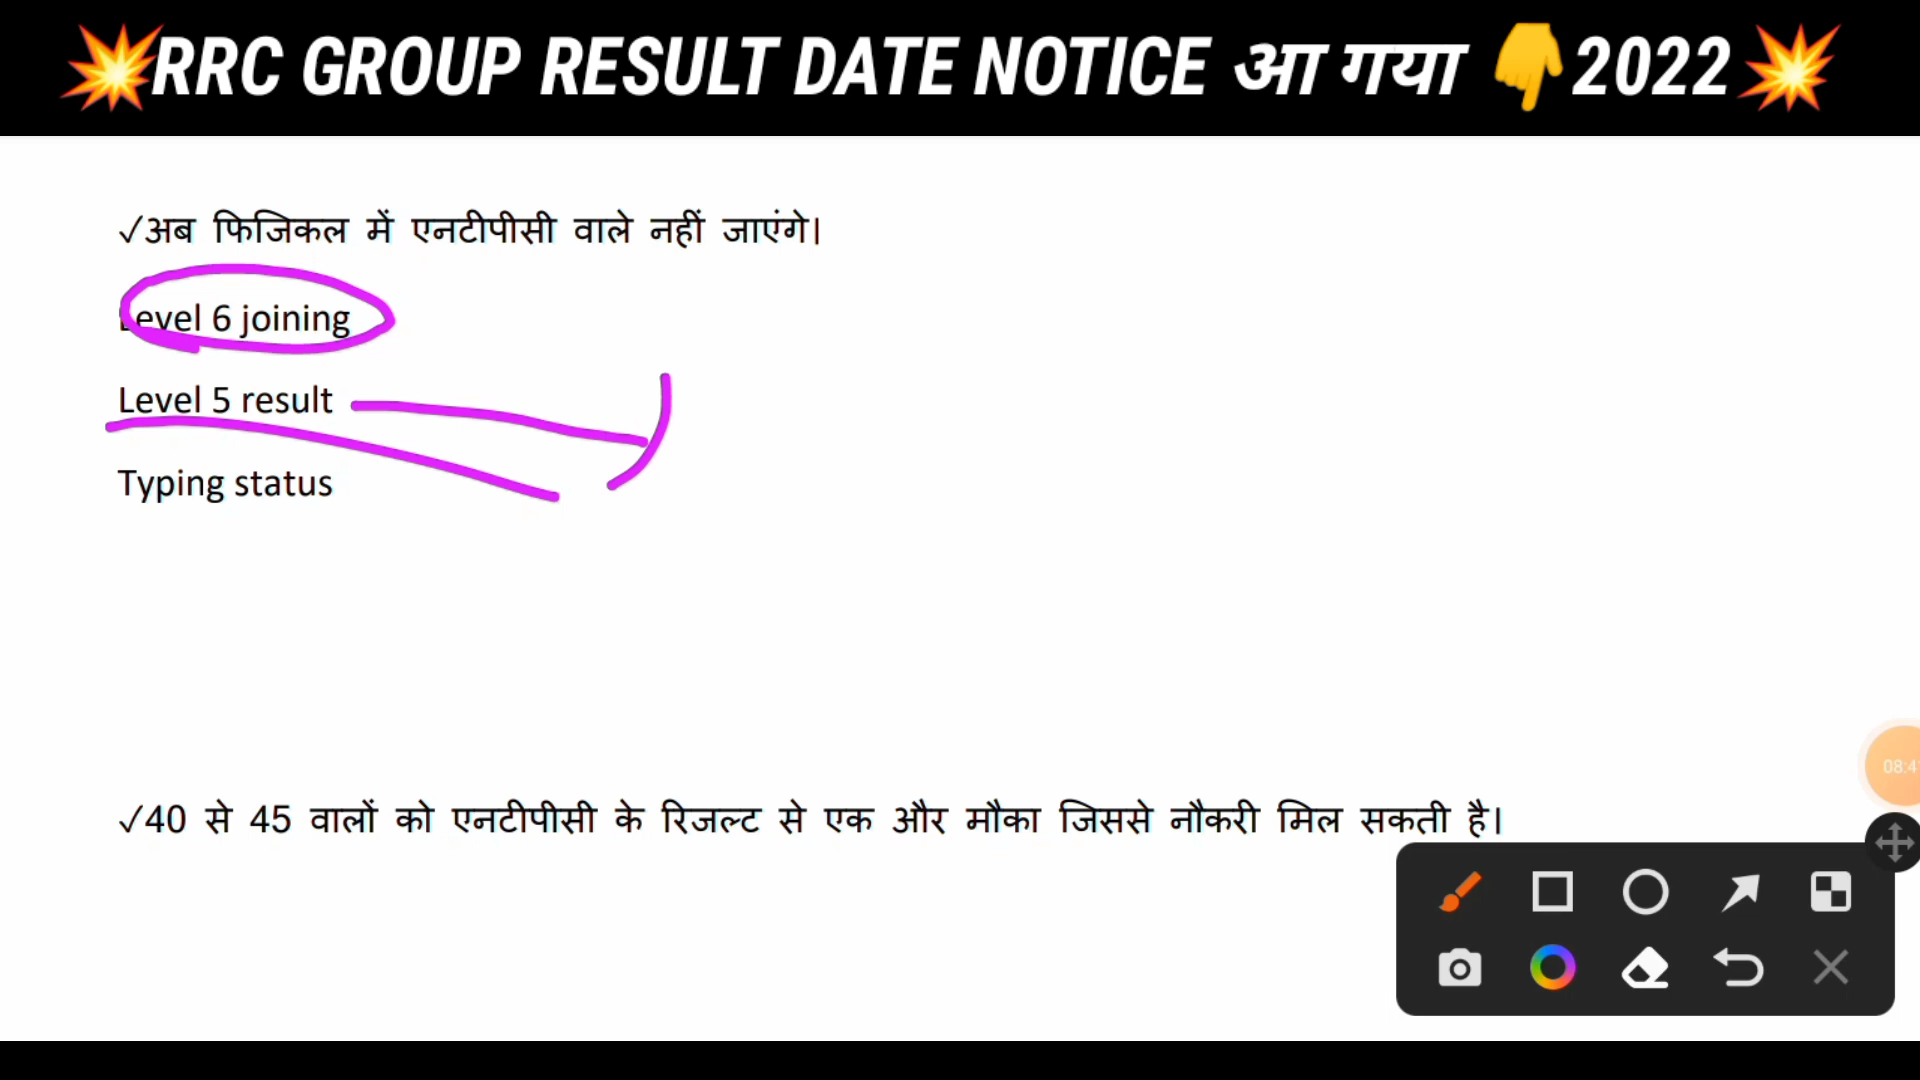 💥RRC GROUP RESULT DATE NOTICE आ गया 👇2022💥
✓अब फिजिकल में एनटीपीसी वाले नहीं जाएंगे।
Level 6 joining
Level 5 result
Typing status
✓40 से 45 वालों को एनटीपीसी के रिजल्ट से एक और मौका जिससे नौकरी मिल सकती है।